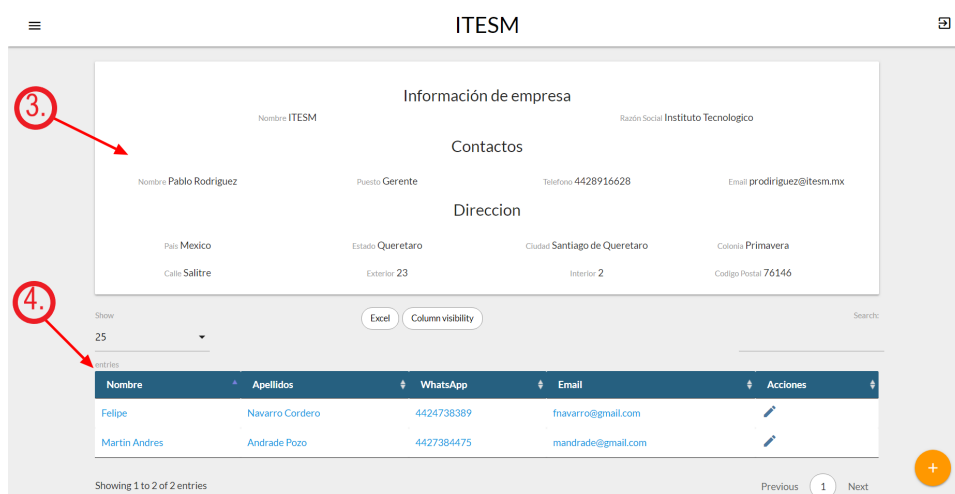 ITESM
Información de empresa
Nombre ITESM Razón Social Instituto Tecnologico
3.
Contactos
Nombre Pablo Rodriguez Puesto Gerente Telefono 4428916628 Email prodiriguez@itesm.mx
Direccion
País Mexico Estado Queretaro Ciudad Santiago de Queretaro Colonia Primavera
Calle Salitre Exterior 23 Interior 2 Codigo Postal 76146
4.
Show Excel Column visibility Search:
25
entries
Nombre Apellidos WhatsApp Email Acciones
Felipe Navarro Cordero 4424738389 fnavarro@gmail.com
Martin Andres Andrade Pozo 4427384475 mandrade@gmail.com
+
Showing 1 to 2 of 2 entries Previous 1 Next